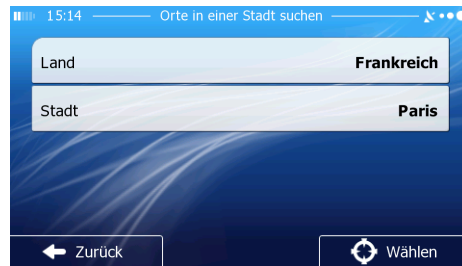 15:14 Orte in einer Stadt suchen
Land Frankreich
Stadt Paris
Zurück Wählen